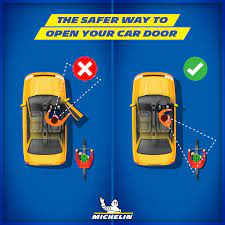 THE SAFER WAY TO
OPEN YOUR CAR DOOR
MICHELIN